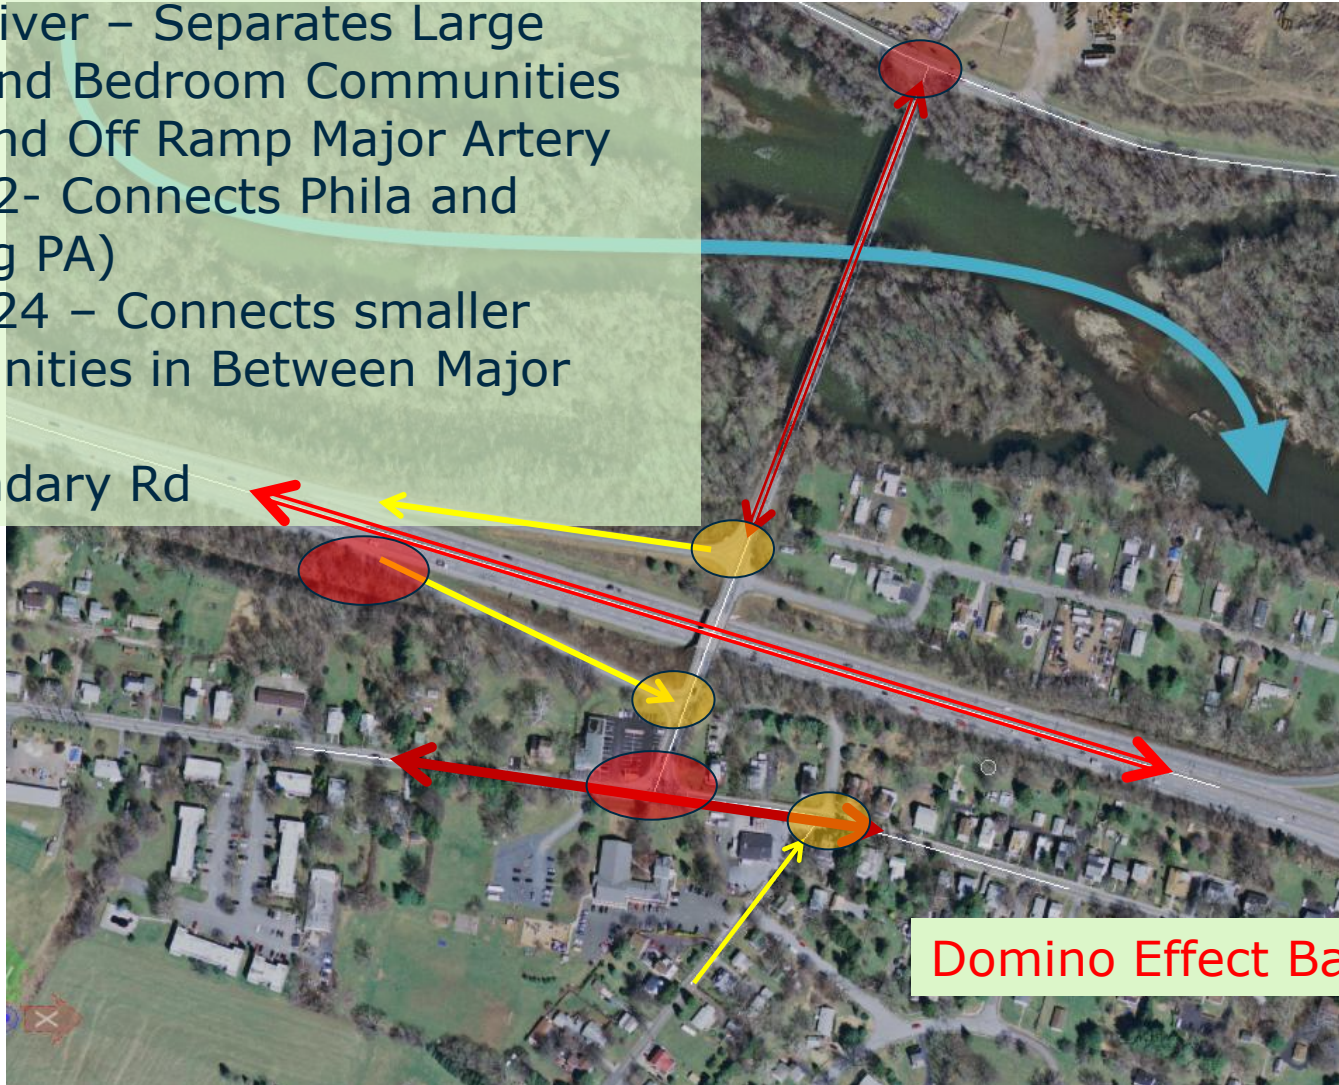 iver – Separates Large
nd Bedroom Communities
nd Off Ramp Major Artery
2- Connects Phila and
g PA)
24 – Connects smaller
nities in Between Major
dary Rd
Domino Effect Ba
X